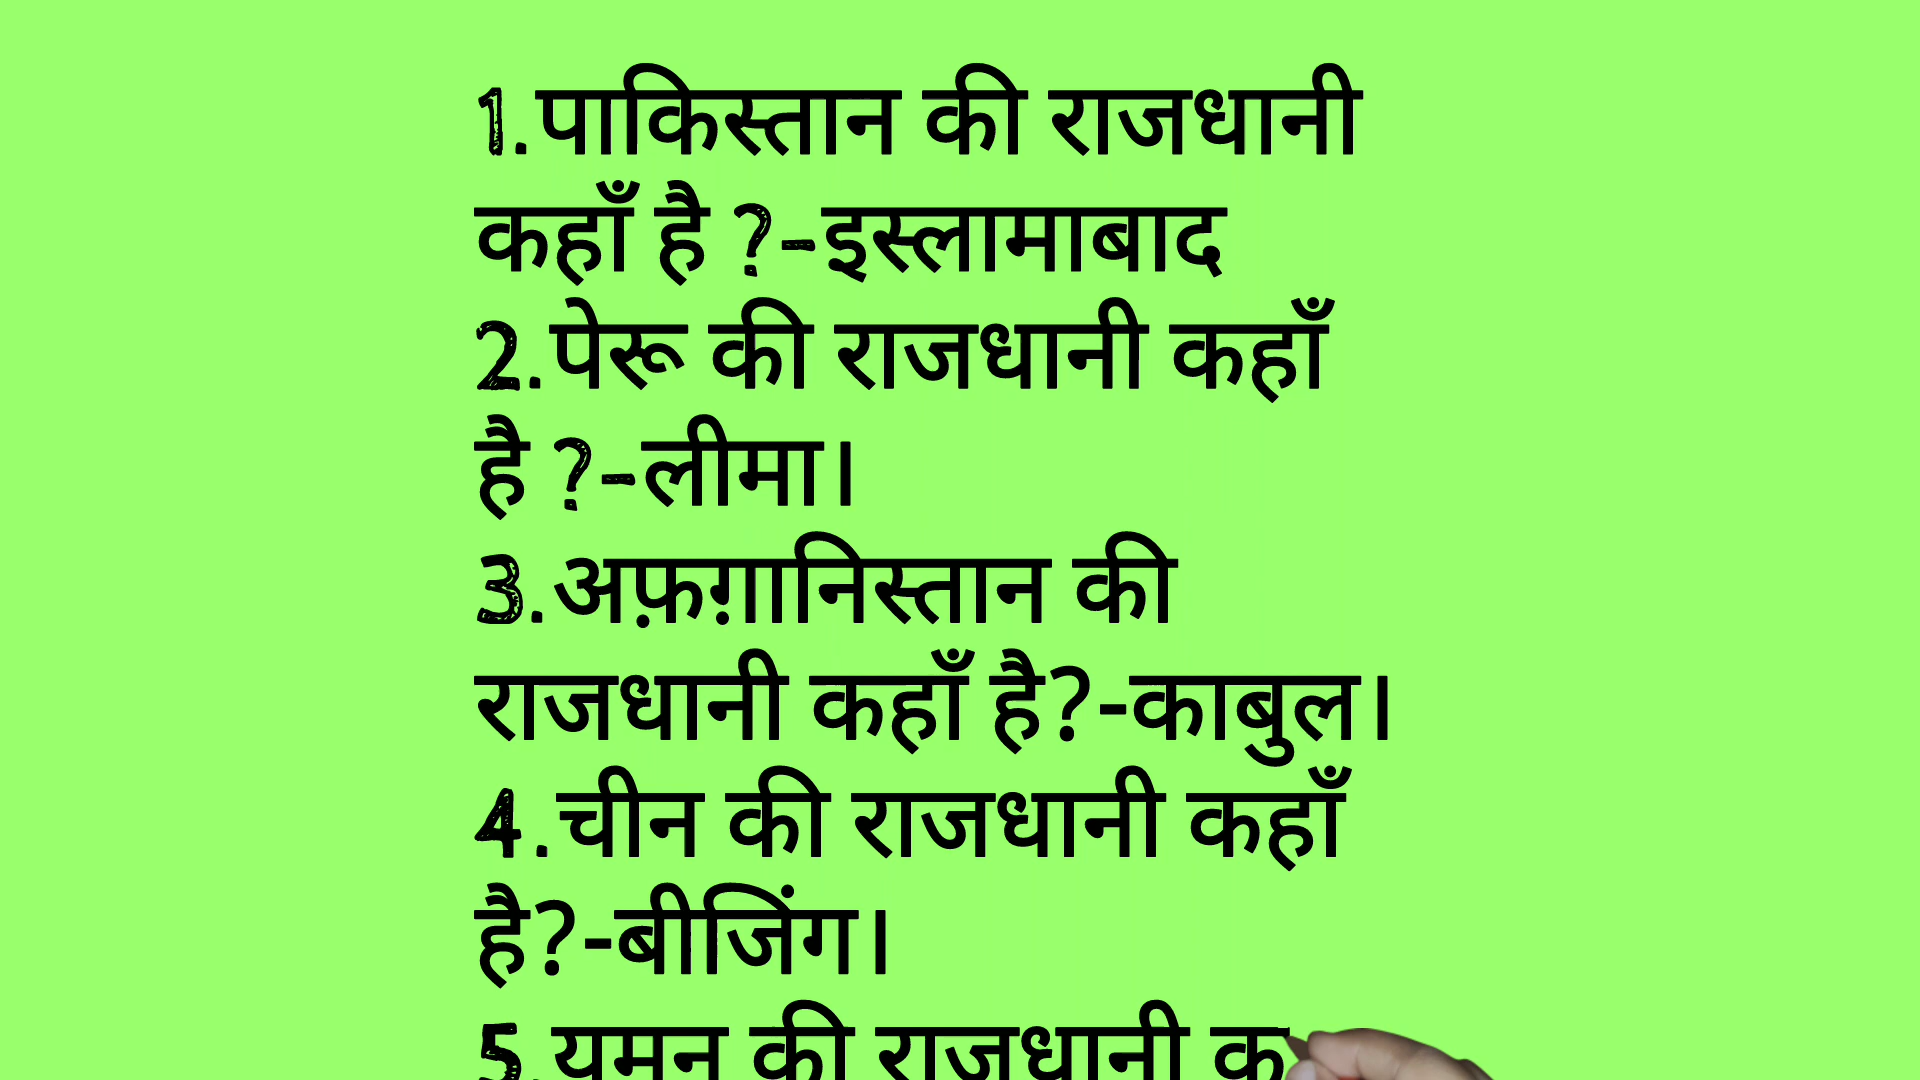 1.पाकिस्तान की राजधानी
कहाँ है ?-इस्लामाबाद
2.पेरू की राजधानी कहाँ
है ?-लीमा।
3.अफ़ग़ानिस्तान की
राजधानी कहाँ है?-काबुल।
4.चीन की राजधानी कहाँ
है?-बीजिंग।
5.यमन की राजधानी क